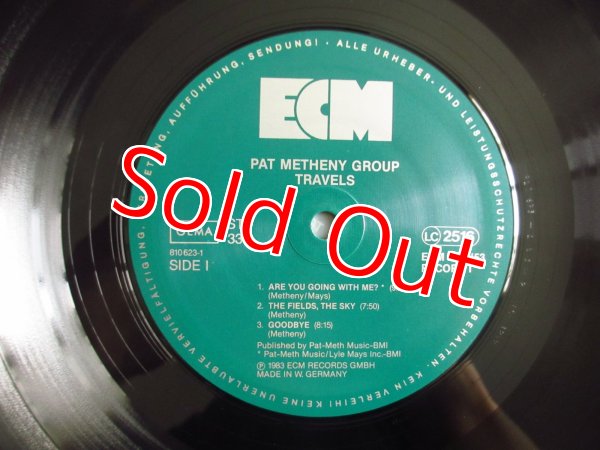 ECM
PAT METHENY GROUP
TRAVELS
Sold Out
GEMA
ST
33
LC 2516
810 623-1
SIDE I
1. ARE YOU GOING WITH ME? *
(Metheny/Mays)
2. THE FIELDS, THE SKY (7:50)
(Metheny)
3. GOODBYE (8:15)
(Metheny)
Published by Pat-Meth Music-BMI
* Pat-Meth Music/Lyle Mays Inc.-BMI
Ⓟ 1983 ECM RECORDS GMBH
MADE IN W. GERMANY
AUFFÜHRUNG, SENDUNG! · ALLE URHEBER- UND LEISTUNGSSCHUTZRECHTE VORBEHALTEN. KEIN VERLEIH! KEINE UNERLAUBTE VERVIELFÄLTIGUNG,